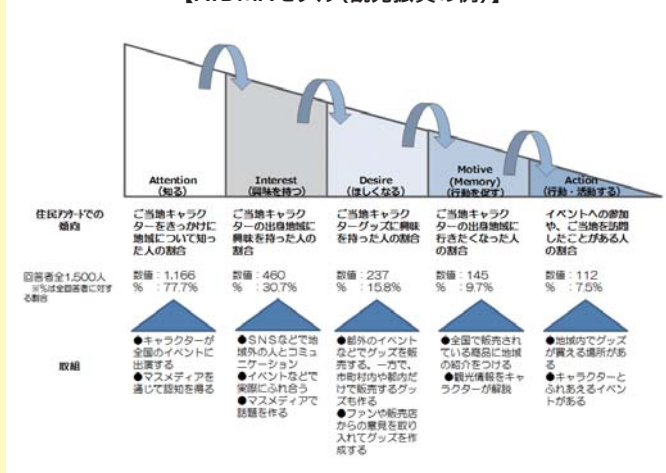 【AIDMAモデル(観光振興の例)】
Attention
(知る)
Interest
(興味を持つ)
Desire
(ほしくなる)
Motive
(Memory)
(行動を促す)
Action
(行動・活動する)
住民アンケートでの
傾向
ご当地キャラク
ターをきっかけに
地域について知っ
た人の割合
ご当地キャラク
ターの出身地域に
興味を持った人の
割合
ご当地キャラク
ターグッズに興味
を持った人の割合
ご当地キャラク
ターの出身地域に
行きたくなった人
の割合
イベントへの参加
や、ご当地を訪問
したことがある人
の割合
回答者全1,500人
※%は全回答者に対す
る割合
数値：1,166
%　：77.7%
数値：460
%　：30.7%
数値：237
%　：15.8%
数値：145
%　：9.7%
数値：112
%　：7.5%
取組
●キャラクターが
全国のイベントに
出演する
●マスメディアを
通じて認知を得る
●ＳＮＳなどで地
域外の人とコミュ
ニケーション
●イベントなどで
実際にふれ合う
●マスメディアで
話題を作る
●都外のイベント
などでグッズを販
売する。一方で、
市町村内や都内だ
けで販売するグッ
ズも作る
●ファンや販売店
からの意見を取り
入れてグッズを作
成する
●全国で販売され
ている商品に地域
の紹介をつける
●観光情報をキャ
ラクターが解説
●地域内でグッズ
が買える場所があ
る
●キャラクターと
ふれあえるイベン
トがある